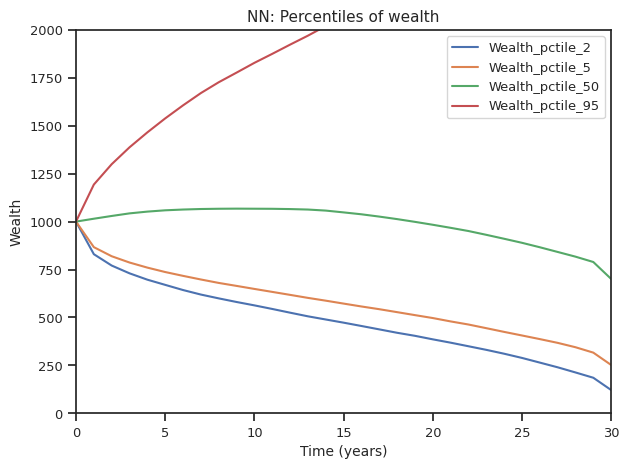 NN: Percentiles of wealth
Wealth_pctile_2
Wealth_pctile_5
Wealth_pctile_50
Wealth_pctile_95
Wealth
2000
1750
1500
1250
1000
750
500
250
0
0 5 10 15 20 25 30
Time (years)